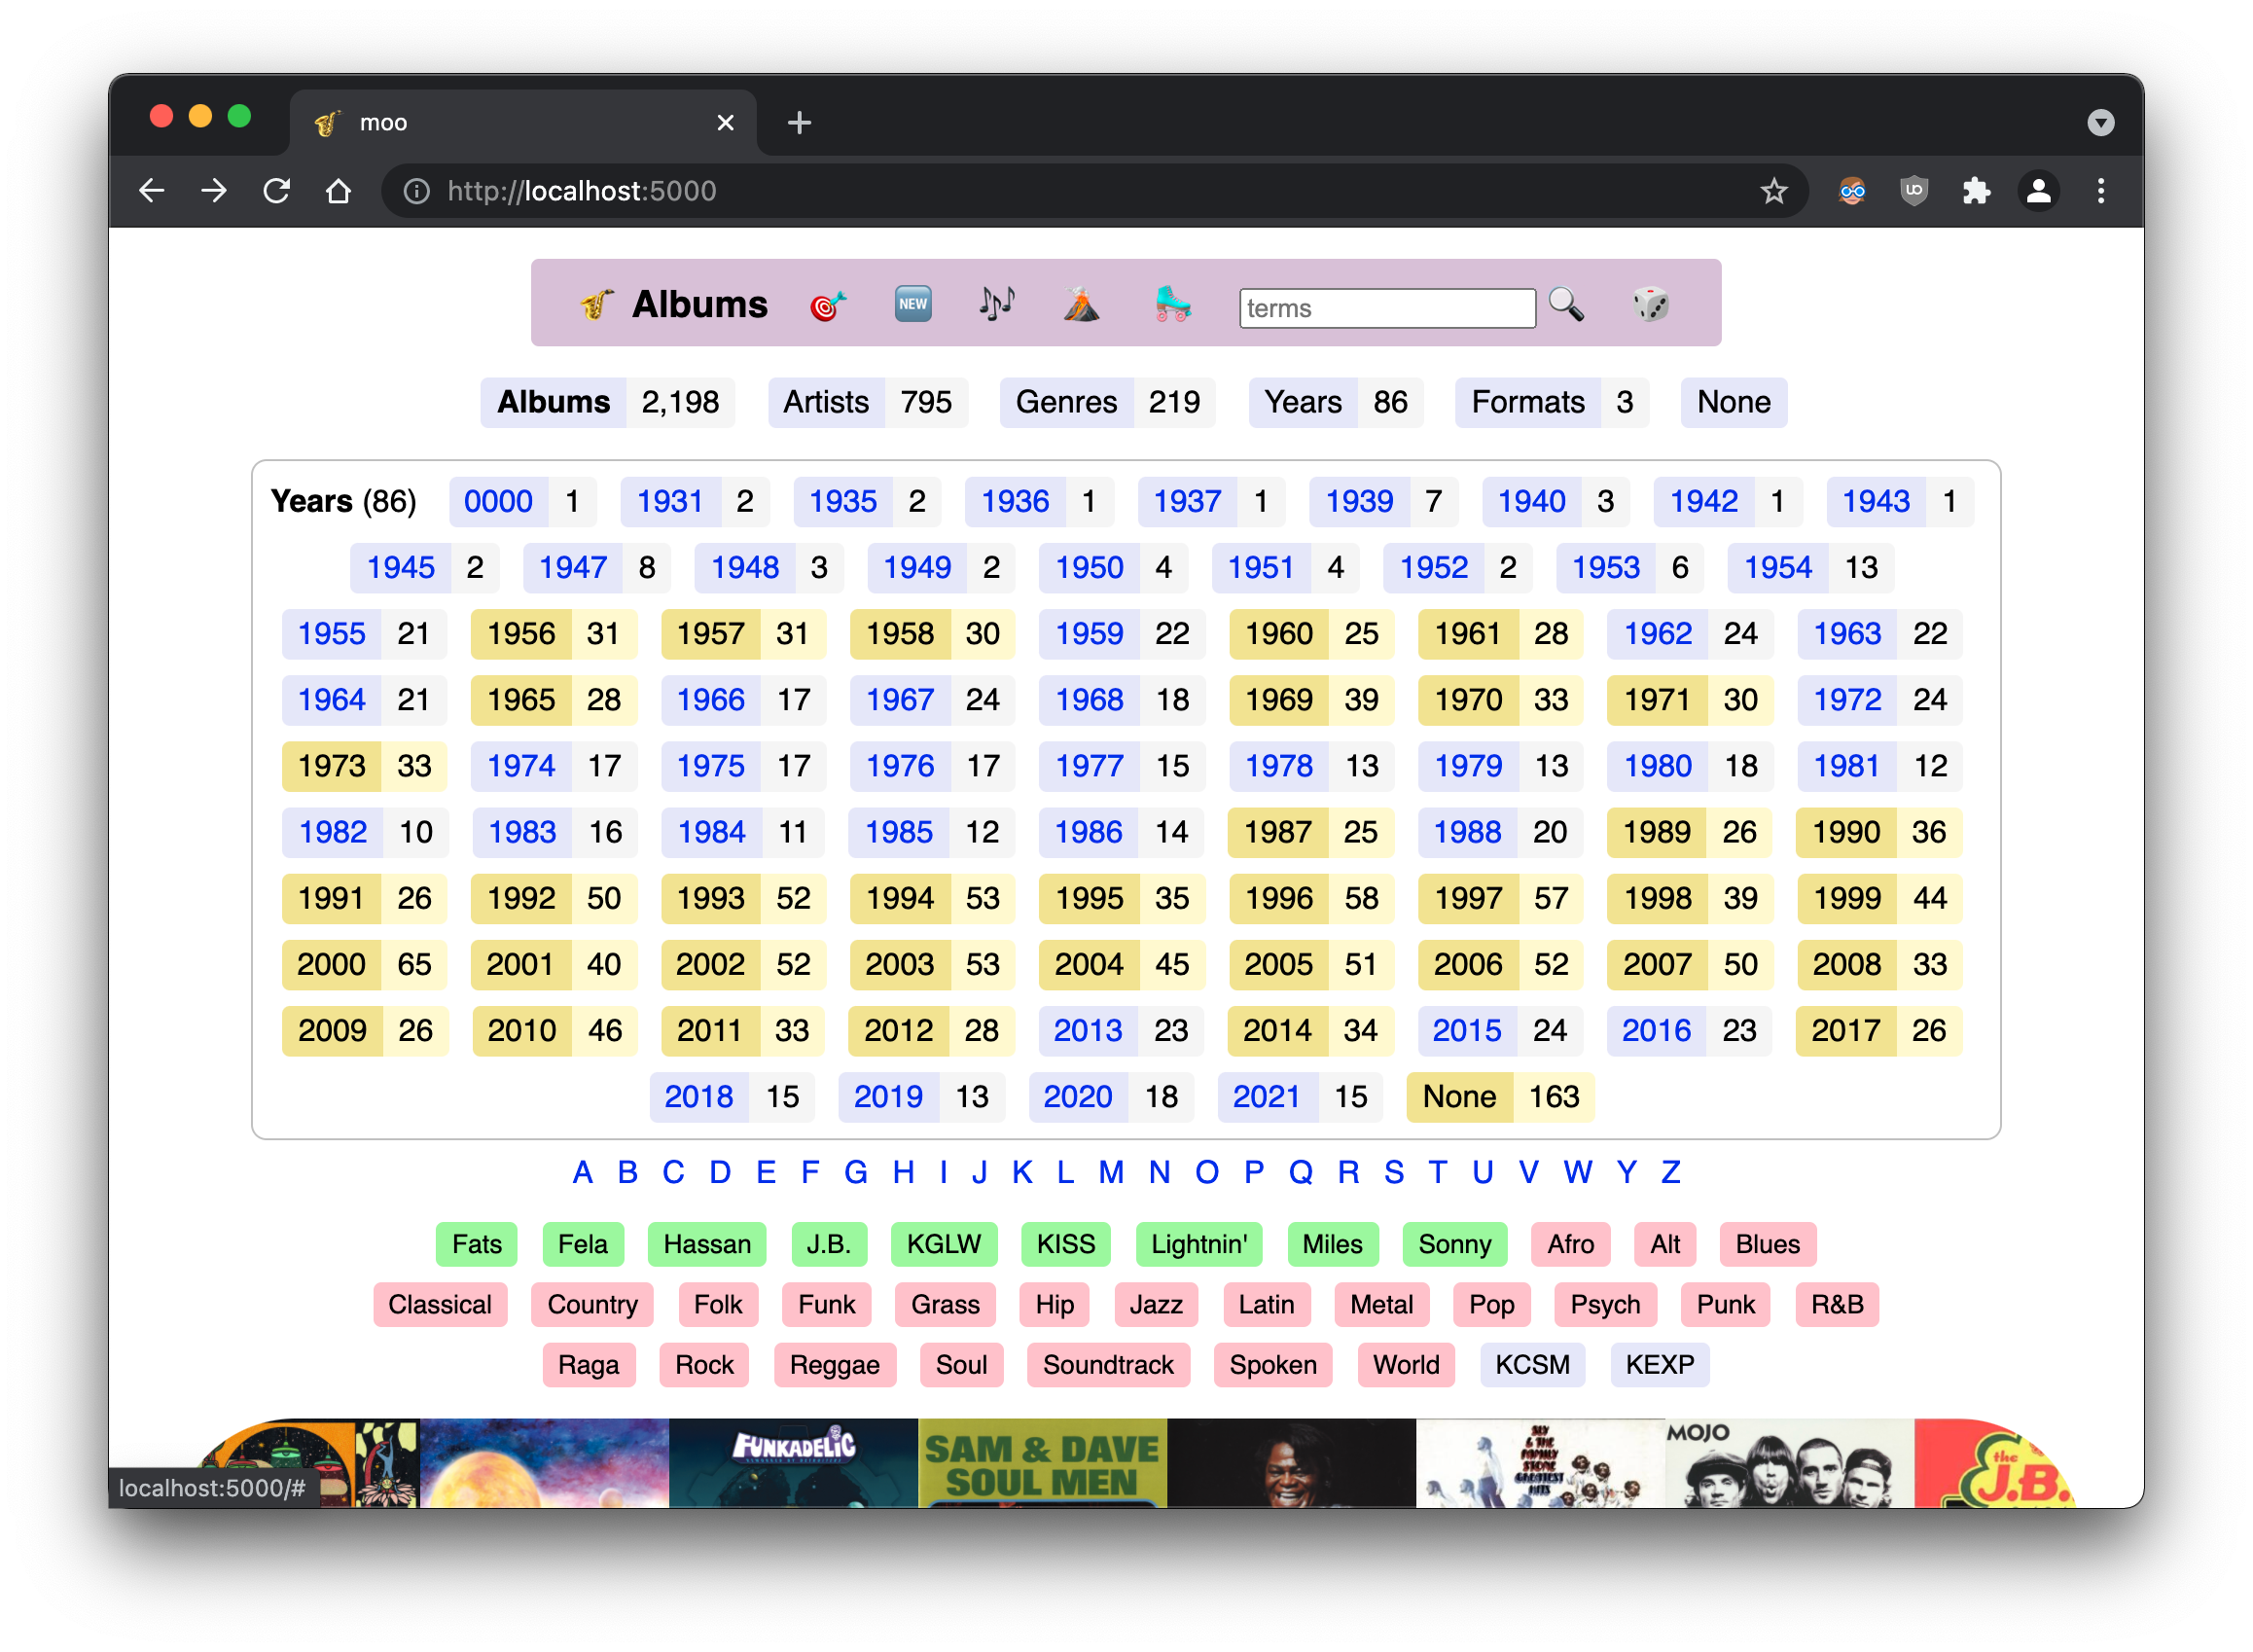 moo
http://localhost:5000
Albums NEW terms
Albums 2,198 Artists 795 Genres 219 Years 86 Formats 3 None
Years (86) 0000 1 1931 2 1935 2 1936 1 1937 1 1939 7 1940 3 1942 1 1943 1
1945 2 1947 8 1948 3 1949 2 1950 4 1951 4 1952 2 1953 6 1954 13
1955 21 1956 31 1957 31 1958 30 1959 22 1960 25 1961 28 1962 24 1963 22
1964 21 1965 28 1966 17 1967 24 1968 18 1969 39 1970 33 1971 30 1972 24
1973 33 1974 17 1975 17 1976 17 1977 15 1978 13 1979 13 1980 18 1981 12
1982 10 1983 16 1984 11 1985 12 1986 14 1987 25 1988 20 1989 26 1990 36
1991 26 1992 50 1993 52 1994 53 1995 35 1996 58 1997 57 1998 39 1999 44
2000 65 2001 40 2002 52 2003 53 2004 45 2005 51 2006 52 2007 50 2008 33
2009 26 2010 46 2011 33 2012 28 2013 23 2014 34 2015 24 2016 23 2017 26
2018 15 2019 13 2020 18 2021 15 None 163
A B C D E F G H I J K L M N O P Q R S T U V W Y Z
Fats Fela Hassan J.B. KGLW KISS Lightnin' Miles Sonny Afro Alt Blues
Classical Country Folk Funk Grass Hip Jazz Latin Metal Pop Psych Punk R&B
Raga Rock Reggae Soul Soundtrack Spoken World KCSM KEXP
FUNKADELIC
SAM & DAVE
SOUL MEN
SLY
& THE
FAMILY
STONE
GREATEST
HITS
MOJO
the
J.B.
localhost:5000/#